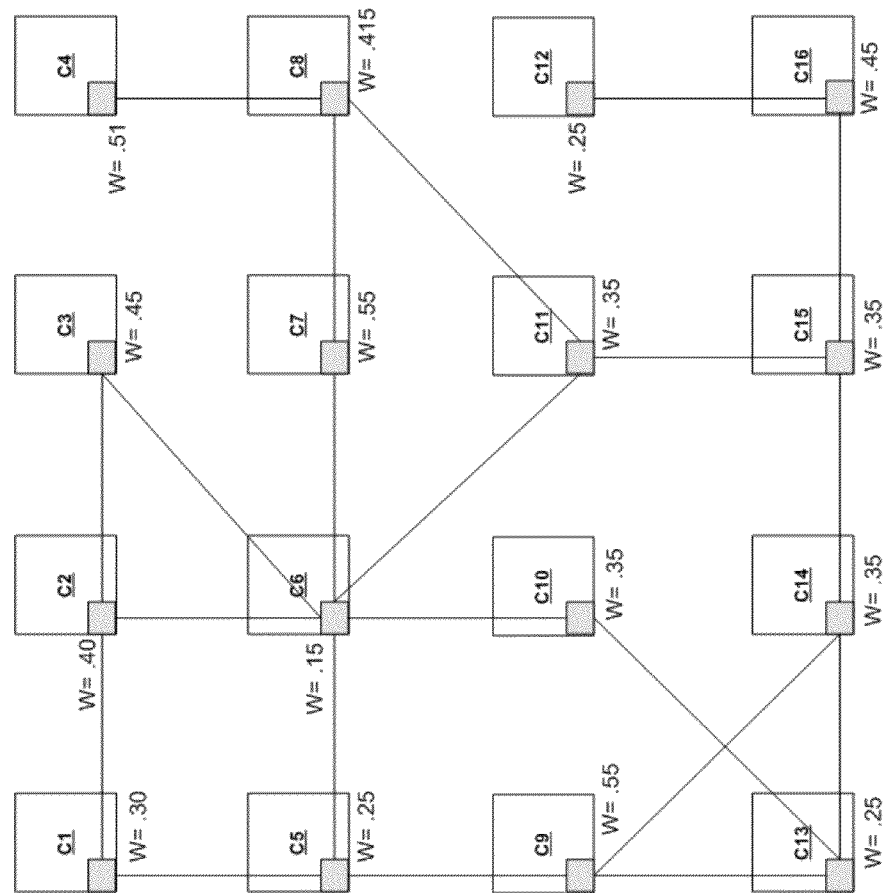 C1
W= .30
C2
W= .40
C3
W= .45
C4
W= .51
C5
W= .25
C6
W= .15
C7
W= .55
C8
W= .415
C9
W= .55
C10
W= .35
C11
W= .35
C12
W= .25
C13
W= .25
C14
W= .35
C15
W= .35
C16
W= .45